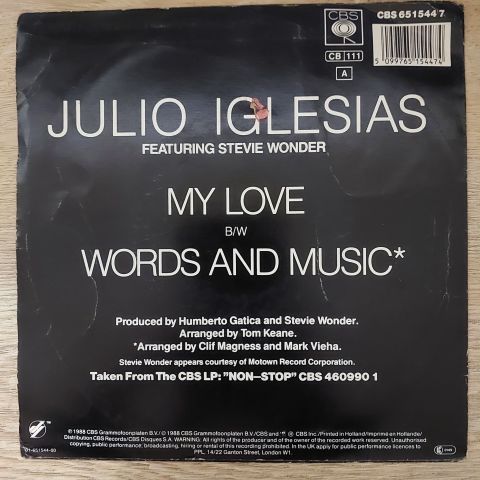 CBS
CBS 651544 7
CB 111
A
5 099765 154474
JULIO IGLESIAS
FEATURING STEVIE WONDER
MY LOVE
B/W
WORDS AND MUSIC*
Produced by Humberto Gatica and Stevie Wonder.
Arranged by Tom Keane.
*Arranged by Clif Magness and Mark Vieha.
Stevie Wonder appears courtesy of Motown Record Corporation.
Taken From The CBS LP: "NON–STOP" CBS 460990 1
℗ 1988 CBS Grammofoonplaten B.V./ © 1988 CBS Grammofoonplaten B.V./CBS and ® CBS Inc./Printed in Holland/Imprimé en Hollande/
Distribution CBS Records/CBS Disques S.A. WARNING: All rights of the producer and of the owner of the recorded work reserved. Unauthorised
copying, public performance, broadcasting, hiring or rental of this recording prohibited. In the UK apply for public performance licences to
PPL, 14/22 Ganton Street, London W1.
01-651544-00